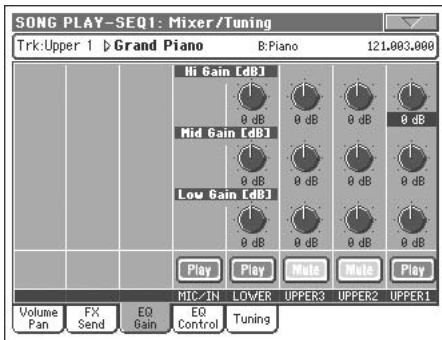 SONG PLAY-SEQ1: Mixer/Tuning
Trk:Upper 1 Grand Piano B:Piano 121.003.000
Hi Gain [dB]
0 dB 0 dB 0 dB 0 dB
Mid Gain [dB]
0 dB 0 dB 0 dB 0 dB
Low Gain [dB]
0 dB 0 dB 0 dB 0 dB
Play Play Mute Mute Play
MIC/IN LOWER UPPER3 UPPER2 UPPER1
Volume Pan
FX Send
EQ Gain
EQ Control
Tuning